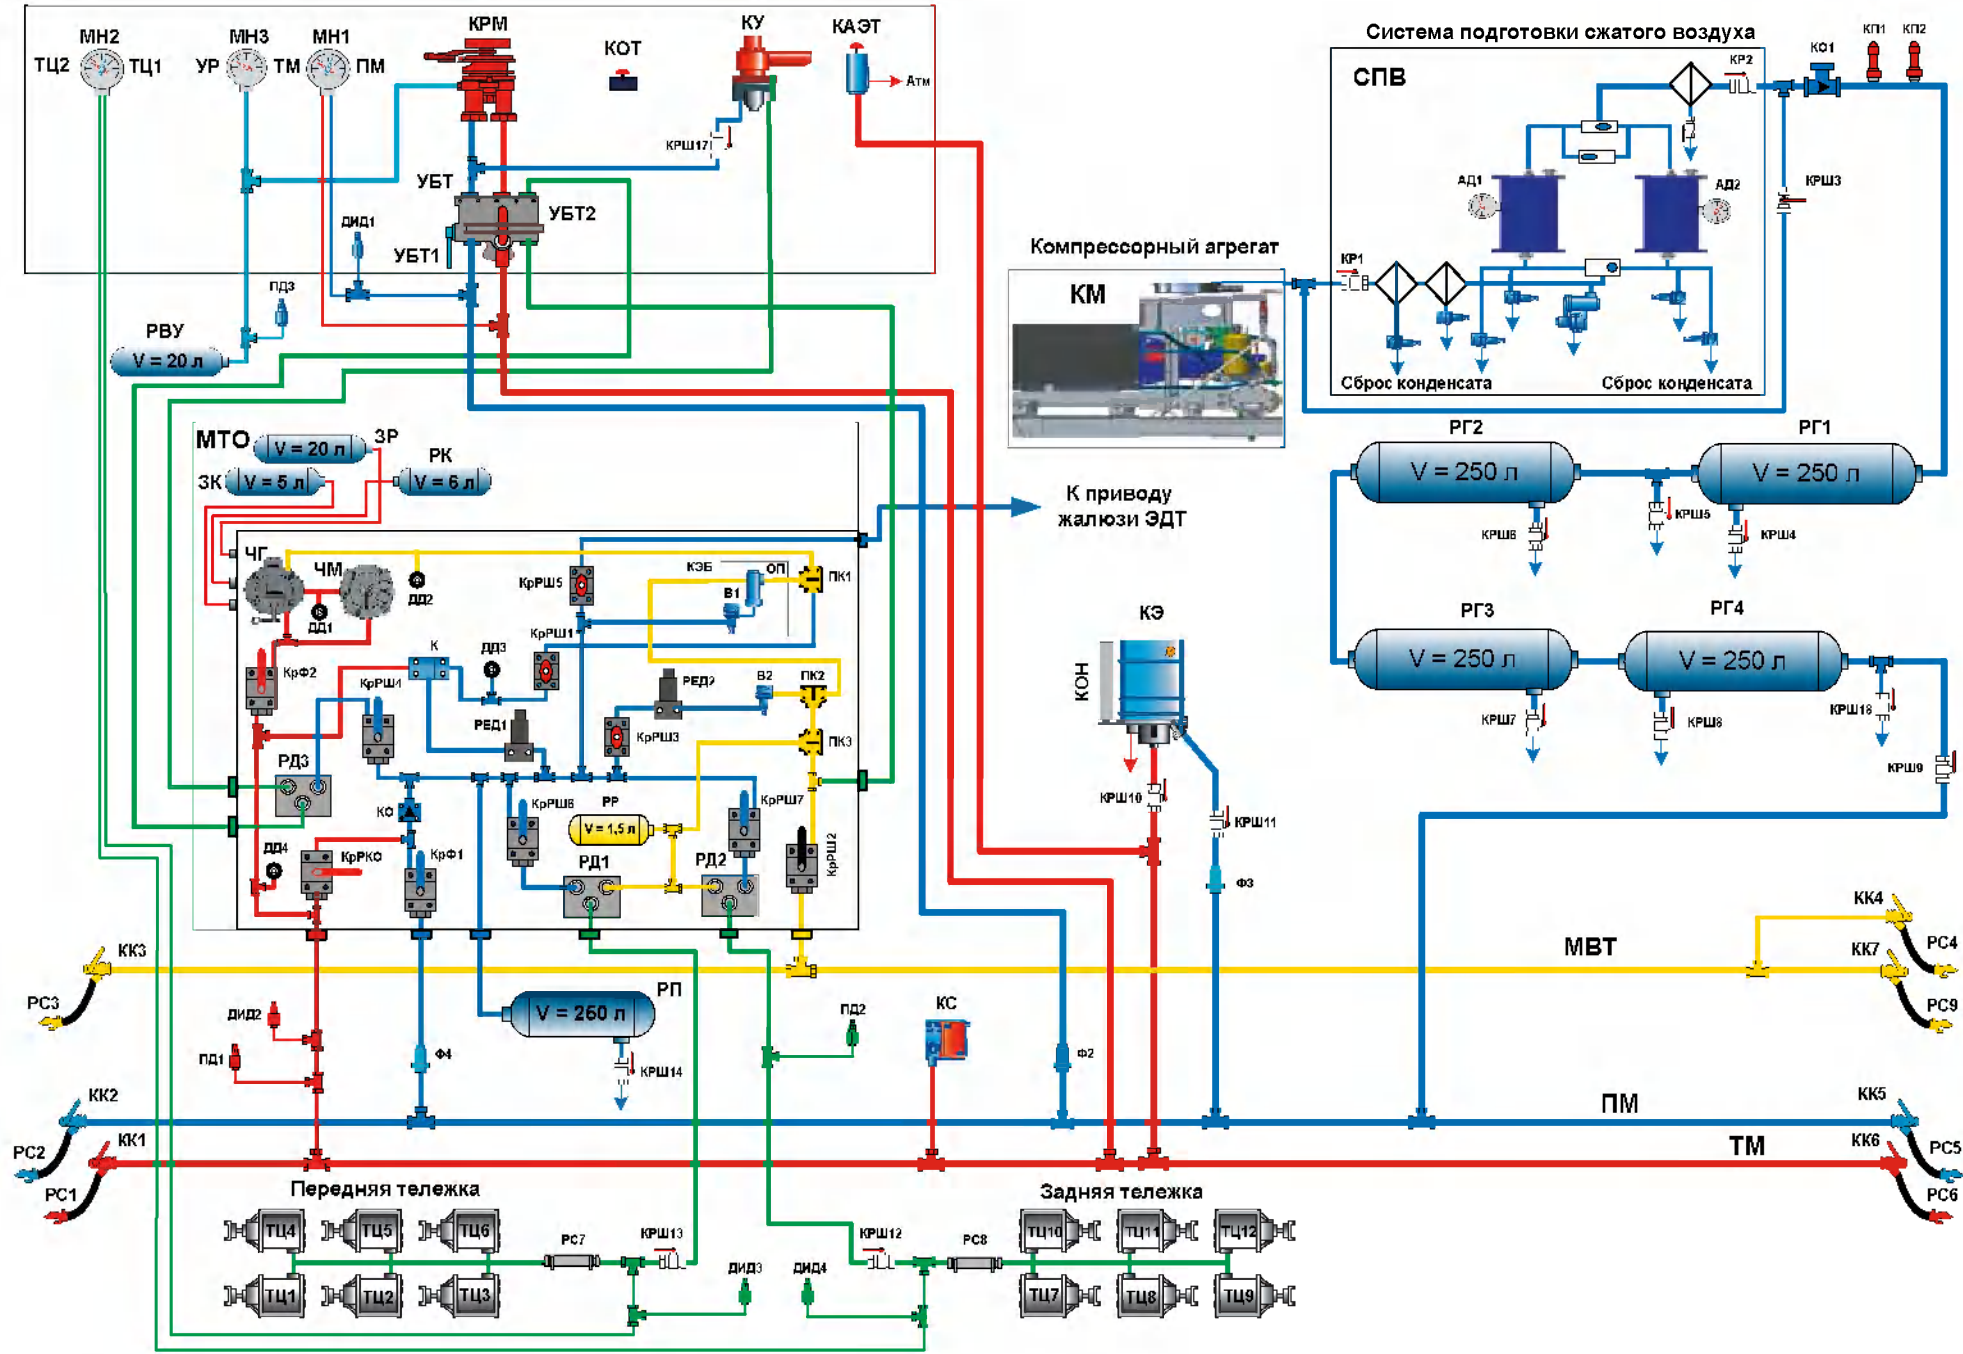 МН2
МН3
МН1
КРМ
КОТ
КУ
КАЭТ
ТЦ2
ТЦ1
УР
ТМ
ПМ
Атм
КРШ17
УБТ
УБТ2
УБТ1
ДИД1
ПД3
РВУ
V = 20 л
Система подготовки сжатого воздуха
СПВ
КР2
КО1
КП1
КП2
АД1
АД2
КРШ3
Компрессорный агрегат
КМ
КР1
Сброс конденсата
Сброс конденсата
РГ2
РГ1
V = 250 л
V = 250 л
КРШ6
КРШ5
КРШ4
РГ3
РГ4
V = 250 л
V = 250 л
КРШ7
КРШ8
КРШ18
КРШ9
МТО
V = 20 л
ЗР
ЗК
V = 5 л
РК
V = 6 л
К приводу
жалюзи ЭДТ
ЧГ
ЧМ
ДД1
ДД2
КрРШ5
КЭБ
ОП
В1
ПК1
КрФ2
К
ДД3
КрРШ1
КрРШ4
РЕД1
РЕД2
В2
ПК2
КрРШ3
ПК3
РД3
КО
КрРШ6
РР
V = 1,5 л
КрРШ7
ДД4
КрРКО
КрФ1
РД1
РД2
КрРШ2
КЭ
КОН
КРШ10
КРШ11
Ф3
КК3
РС3
МВТ
КК4
РС4
КК7
РС9
ДИД2
ПД1
Ф4
РП
V = 250 л
КРШ14
ПД2
КС
Ф2
КК2
РС2
КК1
РС1
ПМ
КК5
ТМ
КК6
РС5
РС6
Передняя тележка
Задняя тележка
ТЦ4
ТЦ5
ТЦ6
РС7
КРШ13
КРШ12
РС8
ТЦ10
ТЦ11
ТЦ12
ТЦ1
ТЦ2
ТЦ3
ДИД3
ДИД4
ТЦ7
ТЦ8
ТЦ9